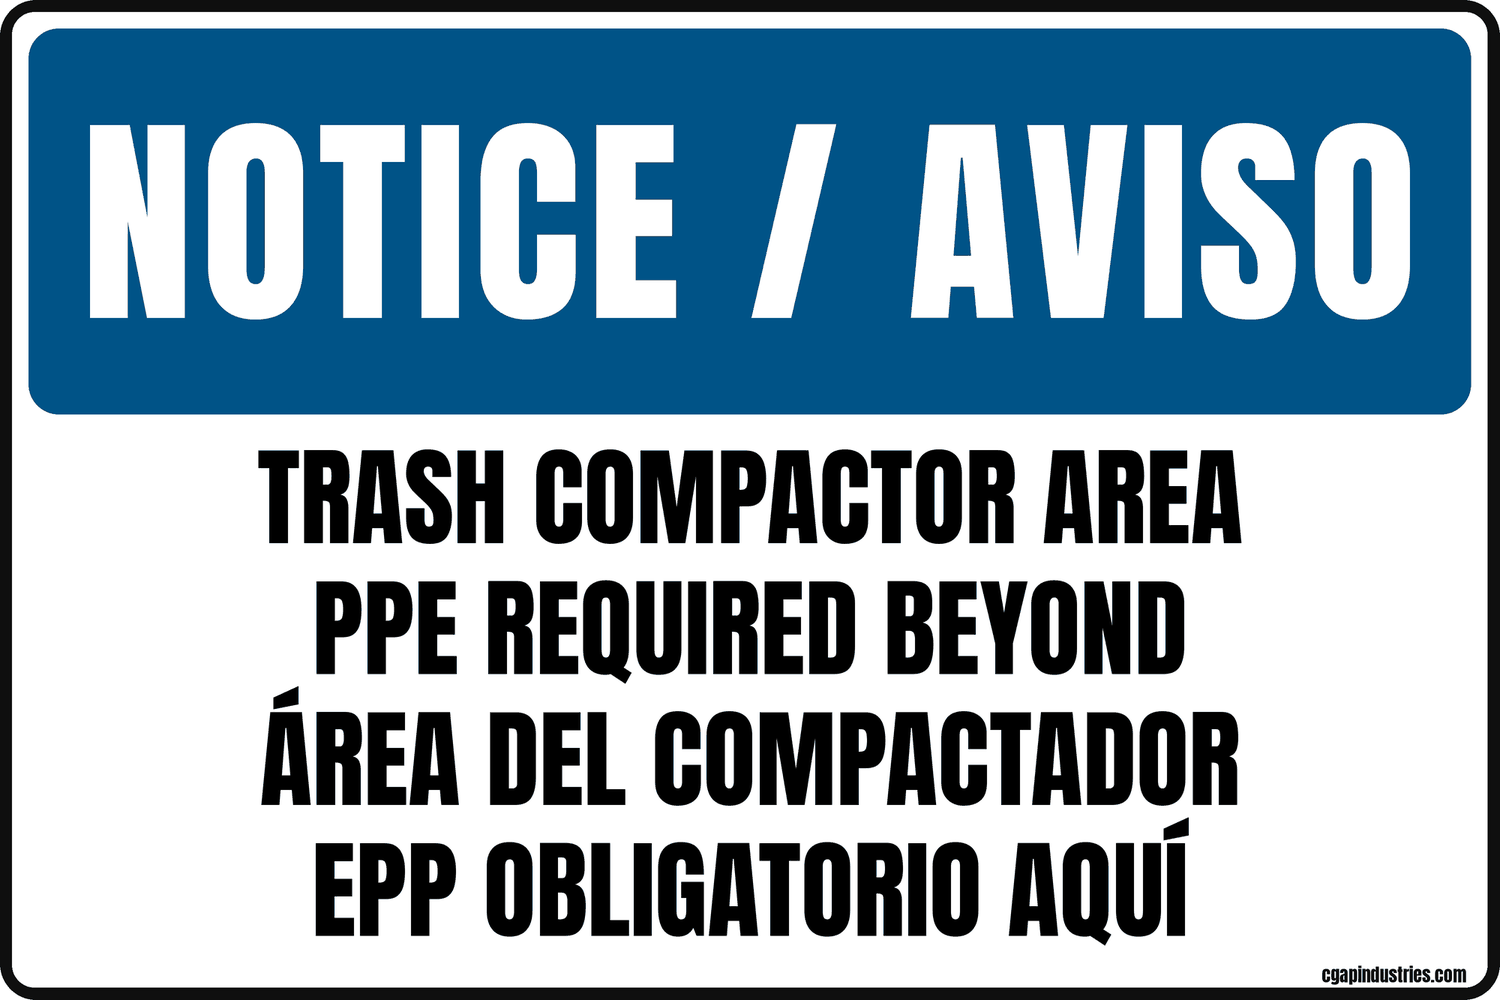 NOTICE / AVISO
TRASH COMPACTOR AREA
PPE REQUIRED BEYOND
ÁREA DEL COMPACTADOR
EPP OBLIGATORIO AQUÍ
cgapindustries.com